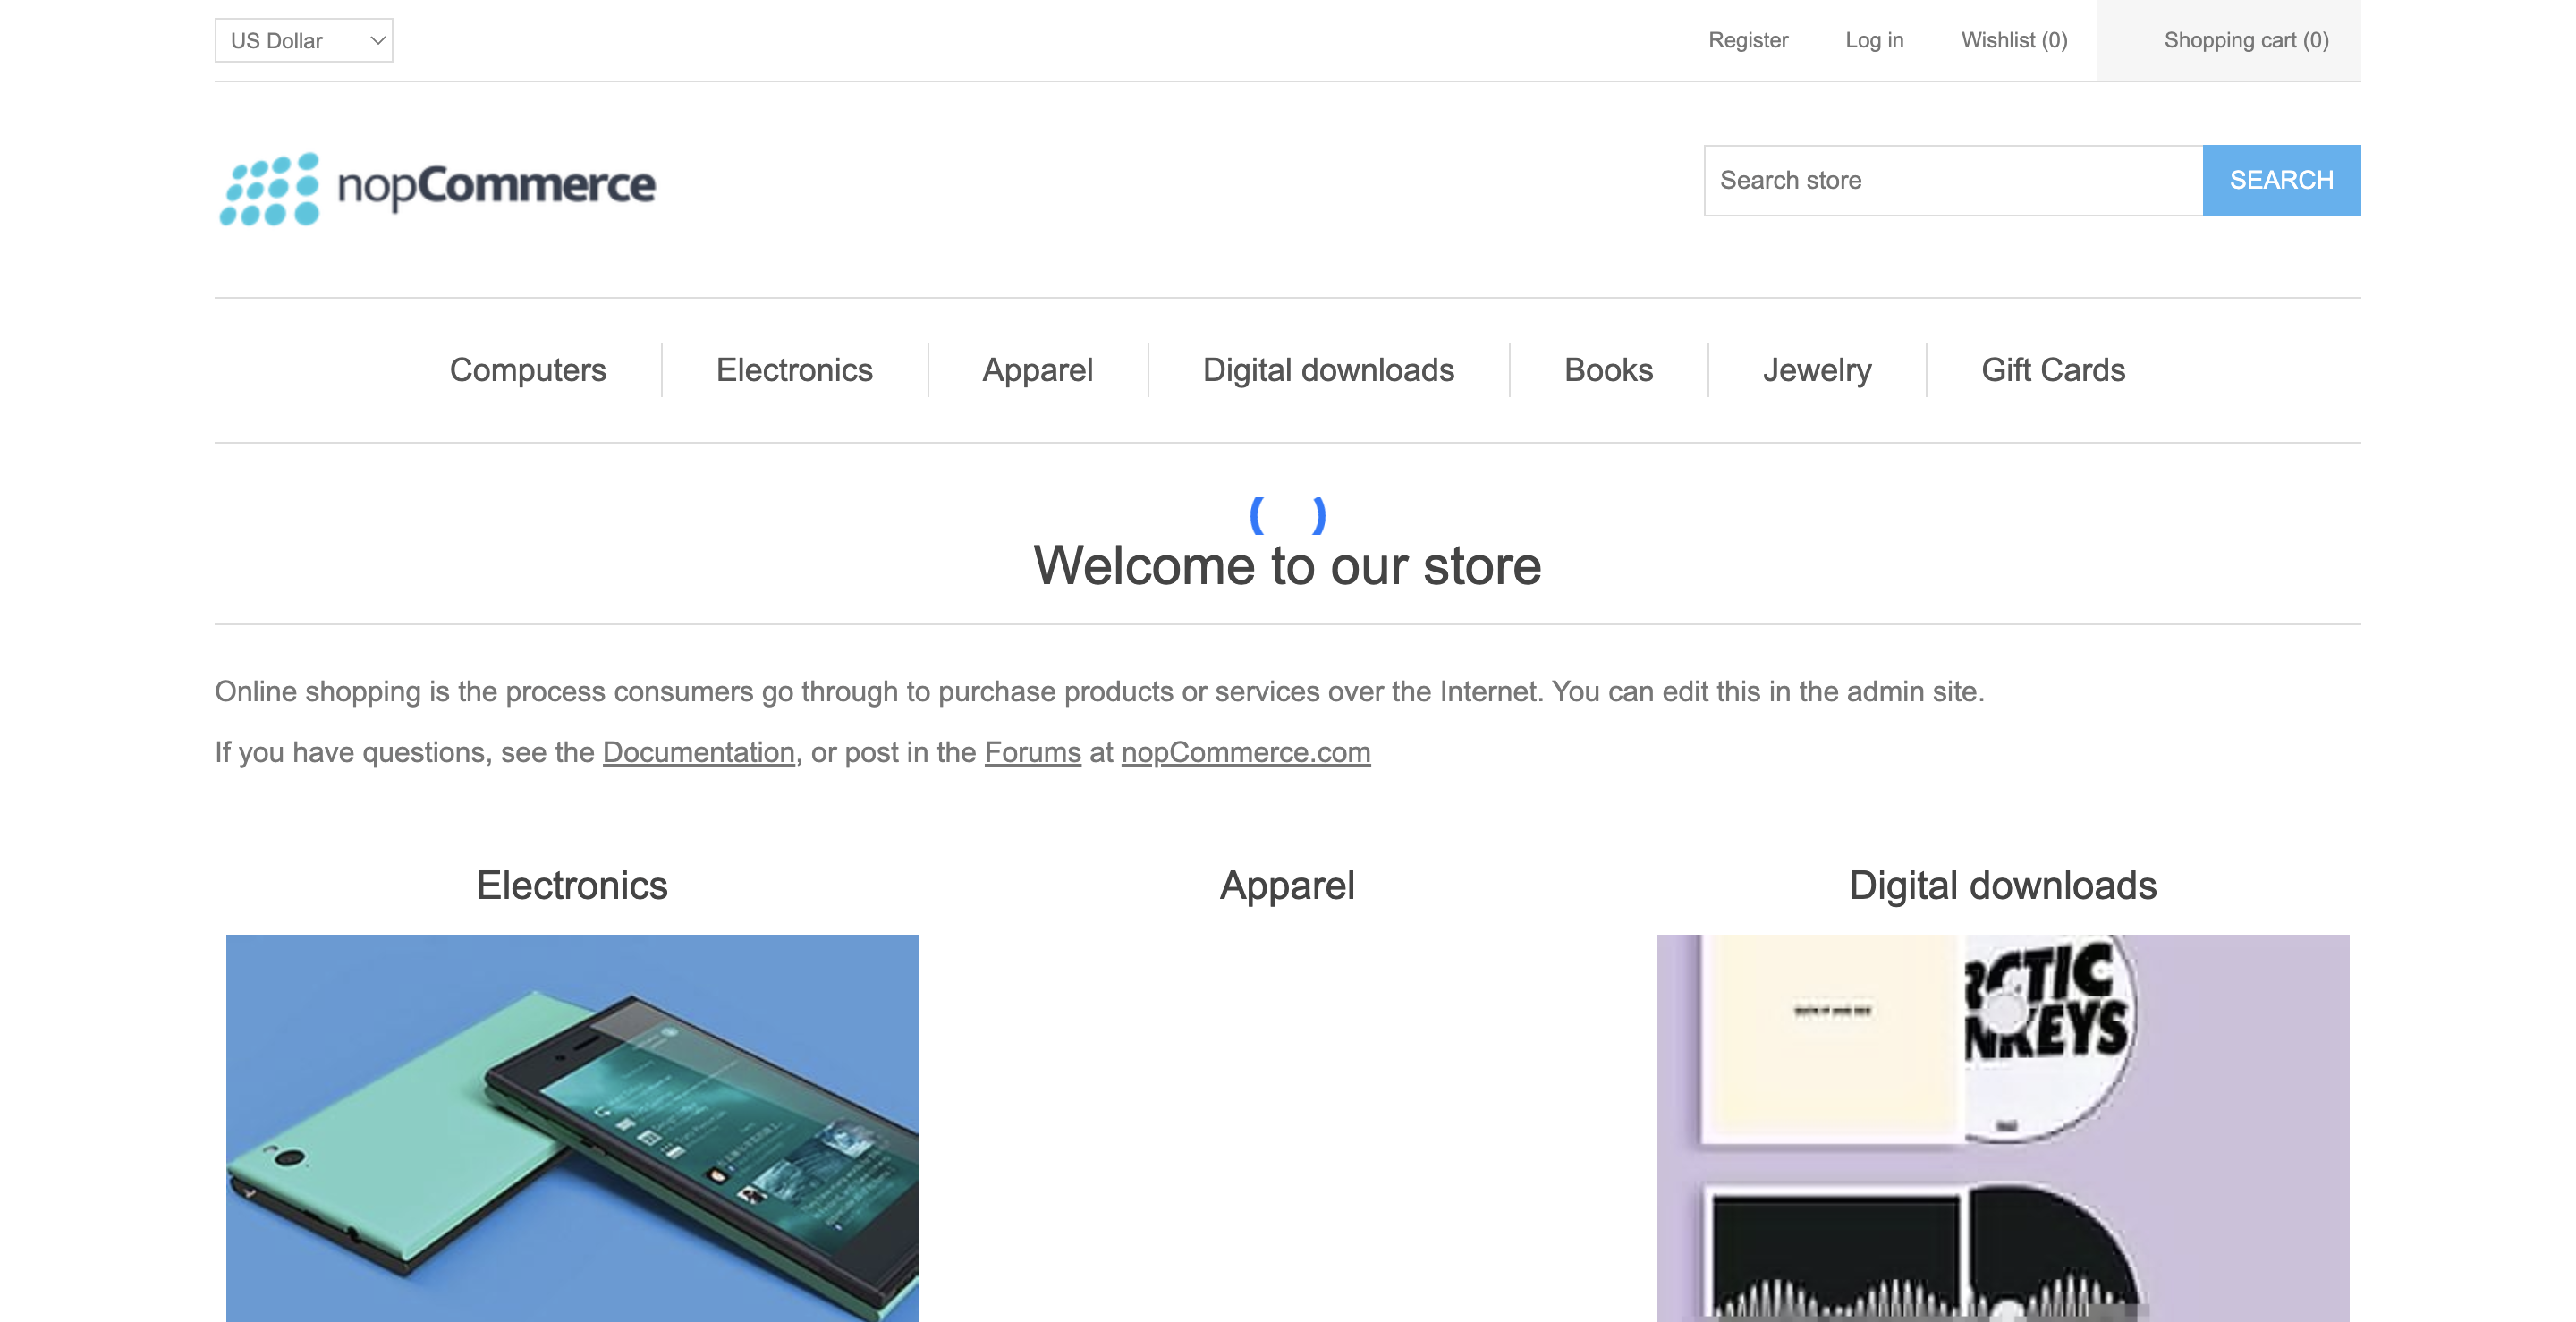 US Dollar
Register Log in Wishlist (0) Shopping cart (0)
nopCommerce
Search store SEARCH
Computers Electronics Apparel Digital downloads Books Jewelry Gift Cards
Welcome to our store
Online shopping is the process consumers go through to purchase products or services over the Internet. You can edit this in the admin site.
If you have questions, see the Documentation, or post in the Forums at nopCommerce.com
Electronics Apparel Digital downloads
RCTIC
NKEYS